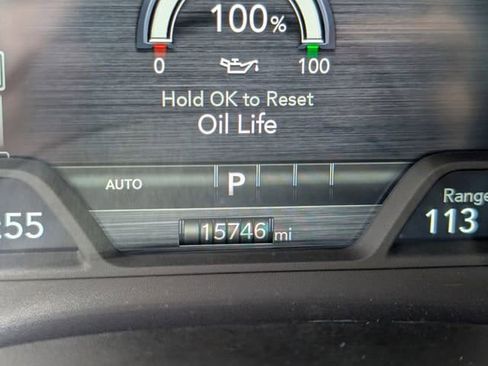 100%
0 100
Hold OK to Reset
Oil Life
AUTO P
:55
Range
113
15746 mi